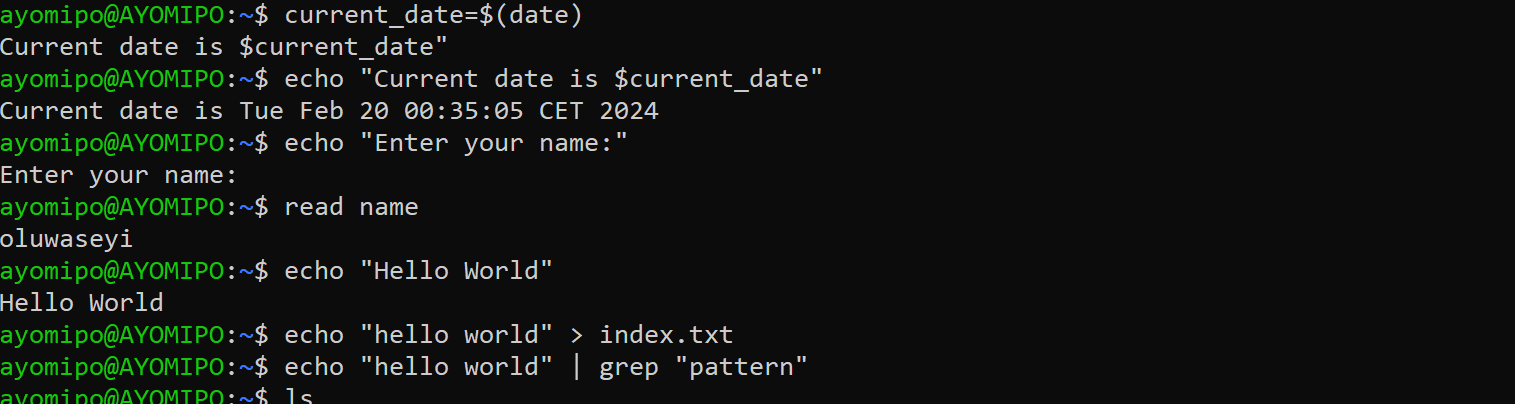 ayomipo@AYOMIPO:~$ current_date=$(date)
Current date is $current_date"
ayomipo@AYOMIPO:~$ echo "Current date is $current_date"
Current date is Tue Feb 20 00:35:05 CET 2024
ayomipo@AYOMIPO:~$ echo "Enter your name:"
Enter your name:
ayomipo@AYOMIPO:~$ read name
oluwaseyi
ayomipo@AYOMIPO:~$ echo "Hello World"
Hello World
ayomipo@AYOMIPO:~$ echo "hello world" > index.txt
ayomipo@AYOMIPO:~$ echo "hello world" | grep "pattern"
ayomipo@AYOMIPO:~$ ls